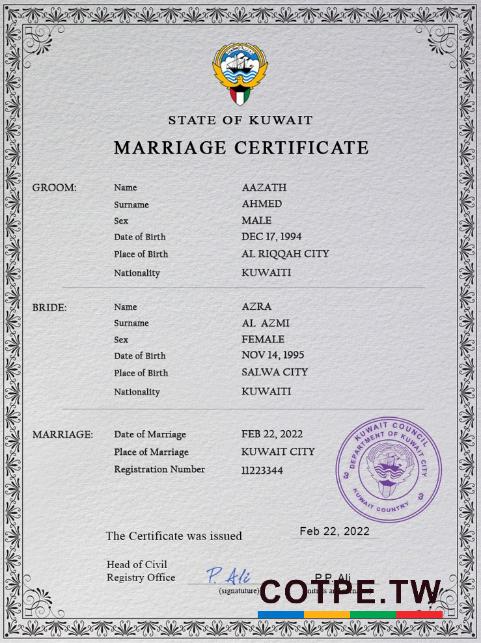 STATE OF KUWAIT
MARRIAGE CERTIFICATE
GROOM: Name AAZATH
Surname AHMED
Sex MALE
Date of Birth DEC 17, 1994
Place of Birth AL RIQQAH CITY
Nationality KUWAITI
BRIDE: Name AZRA
Surname AL AZMI
Sex FEMALE
Date of Birth NOV 14, 1995
Place of Birth SALWA CITY
Nationality KUWAITI
MARRIAGE: Date of Marriage FEB 22, 2022
Place of Marriage KUWAIT CITY
Registration Number 11223344
KUWAIT COUNCIL
DEPARTMENT OF KUWAIT CITY
KUWAIT COUNTRY
The Certificate was issued Feb 22, 2022
Head of Civil
Registry Office P. Ali P.P. Ali
(signatuture)
COTPE.TW